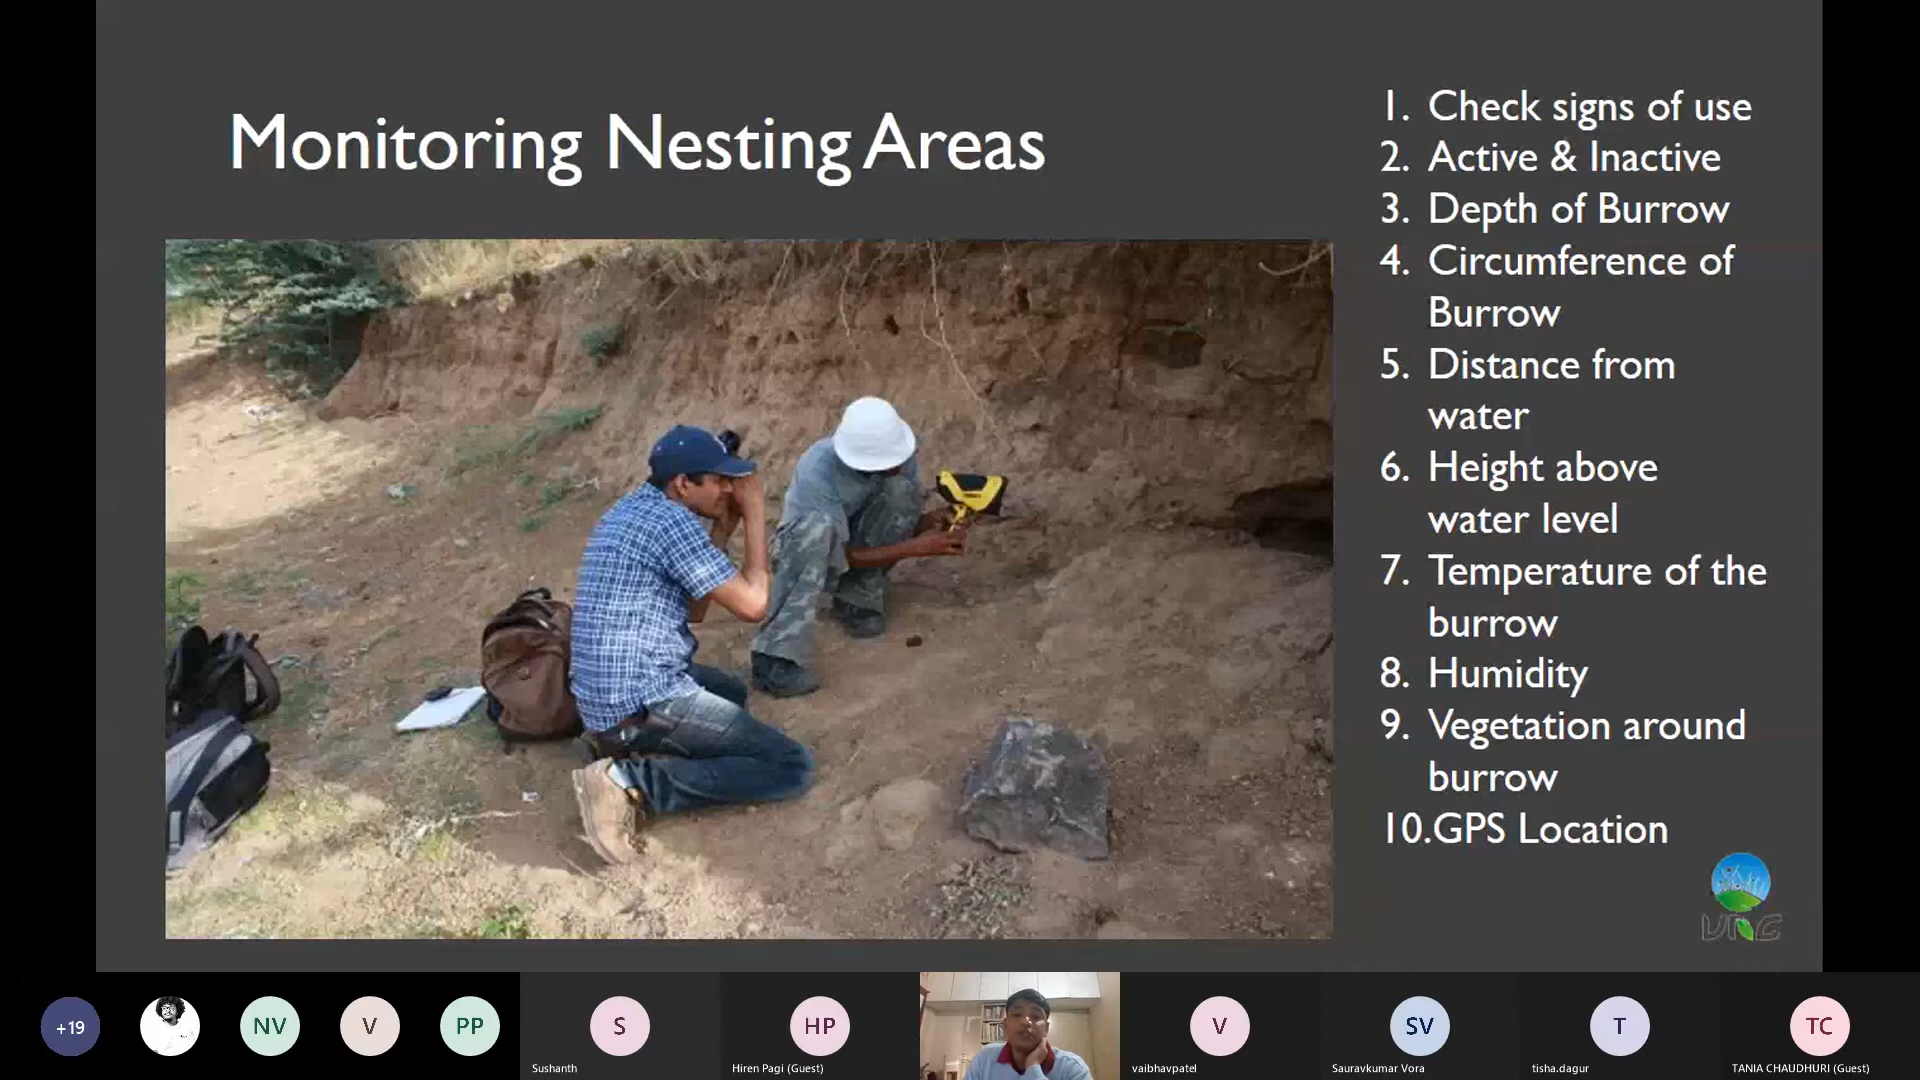 Monitoring Nesting Areas
1. Check signs of use
2. Active & Inactive
3. Depth of Burrow
4. Circumference of
Burrow
5. Distance from
water
6. Height above
water level
7. Temperature of the
burrow
8. Humidity
9. Vegetation around
burrow
10.GPS Location
VNC
+19
NV
V
PP
S
Sushanth
HP
Hiren Pagi (Guest)
V
vaibhavpatel
SV
Sauravkumar Vora
T
tisha.dagur
TC
TANIA CHAUDHURI (Guest)